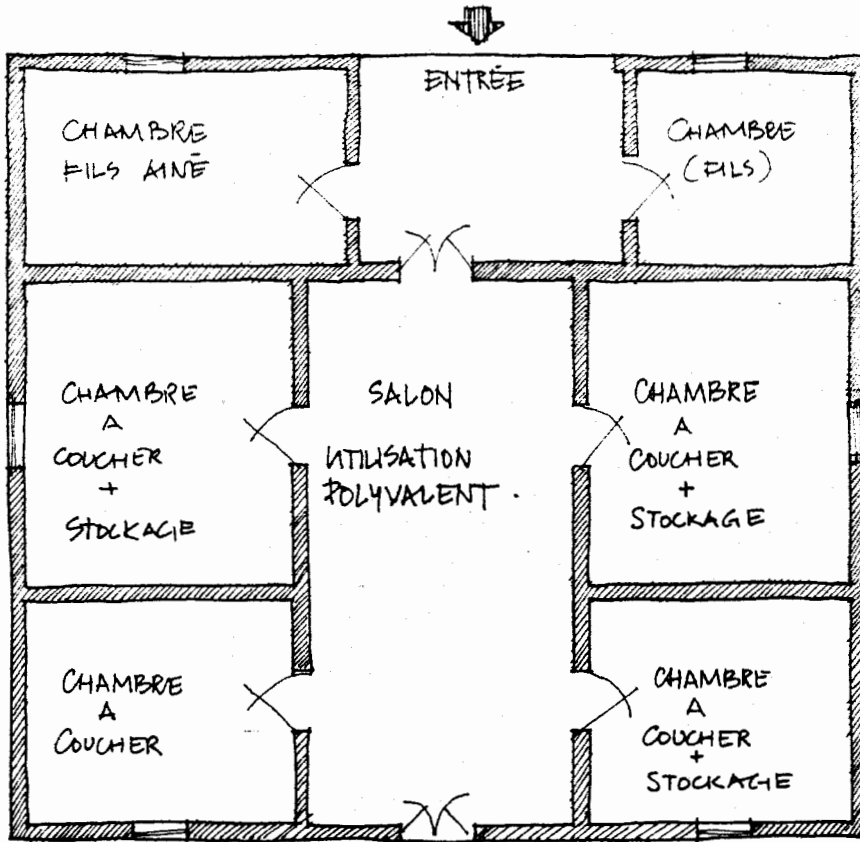 ENTRÉE
CHAMBRE
FILS AINÉ
CHAMBRE
(FILS)
CHAMBRE
A
COUCHER
+
STOCKAGE
SALON
UTILISATION
POLYVALENT.
CHAMBRE
A
COUCHER
+
STOCKAGE
CHAMBRE
A
COUCHER
CHAMBRE
A
COUCHER
+
STOCKAGE